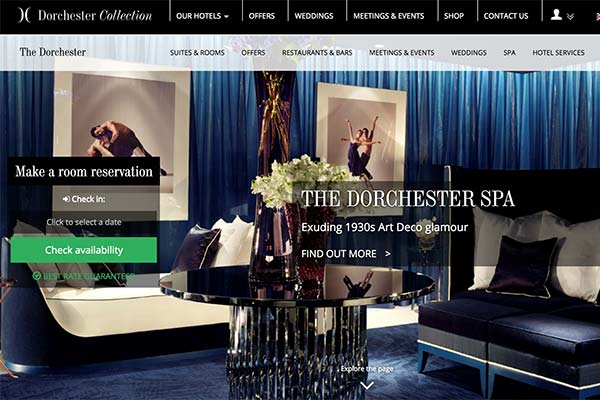 Dorchester Collection OUR HOTELS OFFERS WEDDINGS MEETINGS & EVENTS SHOP CONTACT US
The Dorchester SUITES & ROOMS OFFERS RESTAURANTS & BARS MEETINGS & EVENTS WEDDINGS SPA HOTEL SERVICES
Make a room reservation
Check in:
Click to select a date
Check availability
BEST RATE GUARANTEED
THE DORCHESTER SPA
Exuding 1930s Art Deco glamour
FIND OUT MORE >
Explore the page